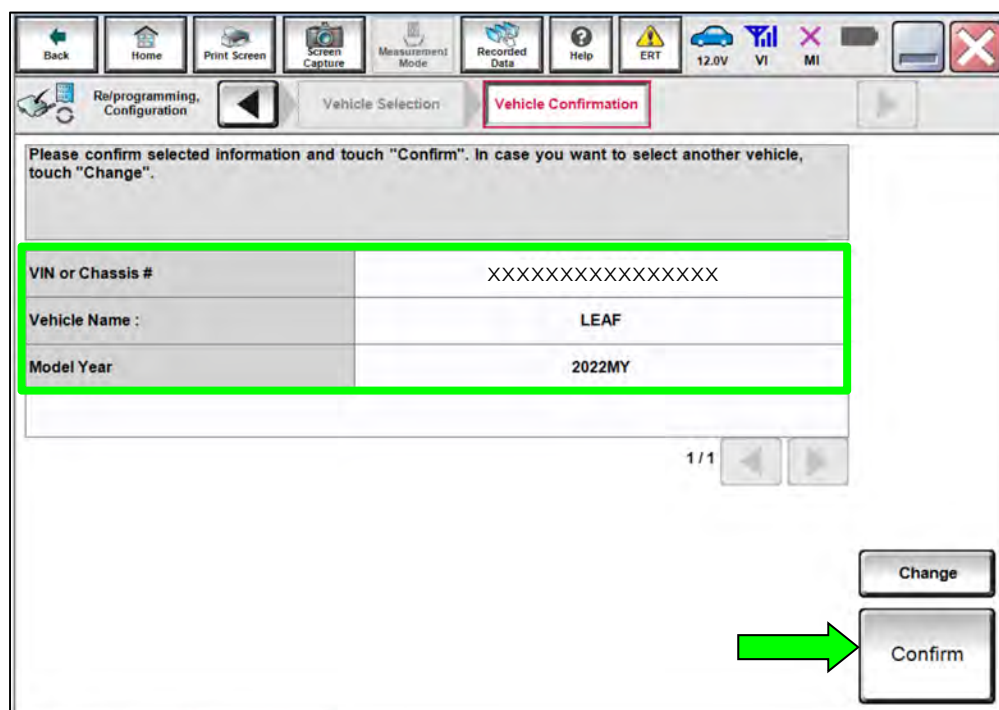 Back
Home
Print Screen
Screen
Capture
Measurement
Mode
Recorded
Data
Help
ERT
12.0V
VI
MI
Re/programming,
Configuration
Vehicle Selection
Vehicle Confirmation
Please confirm selected information and touch "Confirm". In case you want to select another vehicle,
touch "Change".
VIN or Chassis #
XXXXXXXXXXXXXXXX
Vehicle Name :
LEAF
Model Year
2022MY
1/1
Change
Confirm